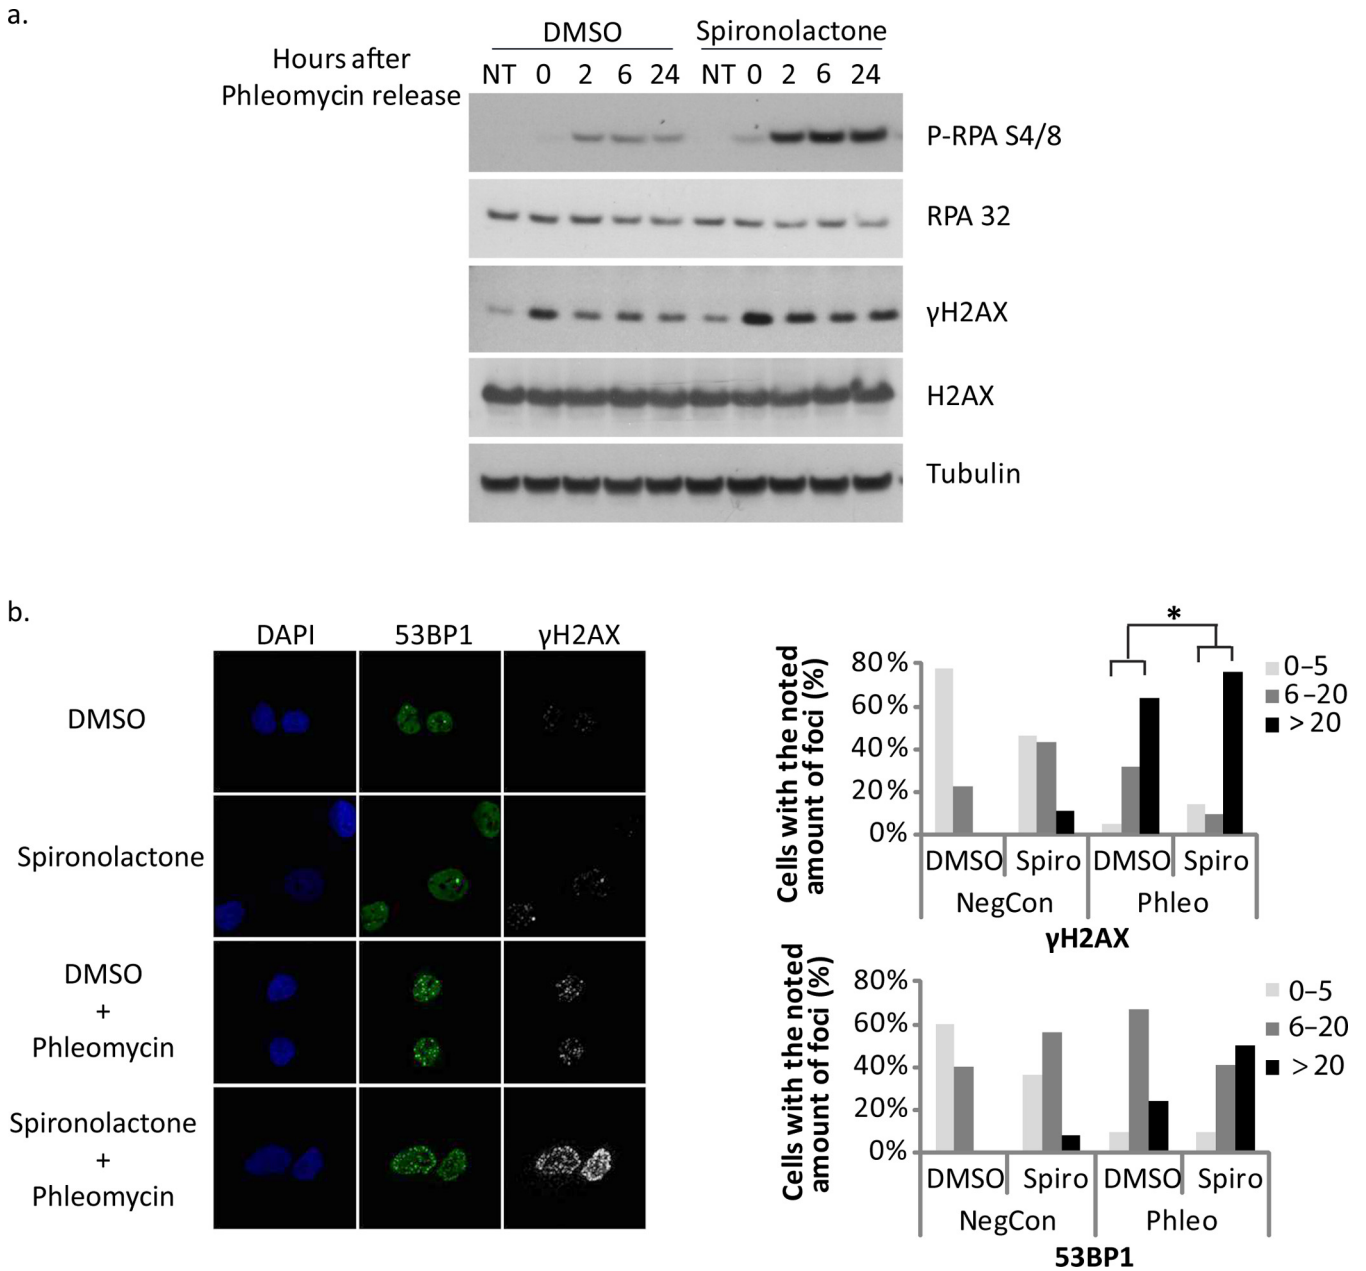 a.
DMSO Spironolactone
Hours after
Phleomycin release
NT 0 2 6 24 NT 0 2 6 24
P-RPA S4/8
RPA 32
γH2AX
H2AX
Tubulin
b.
DAPI 53BP1 γH2AX
DMSO
Spironolactone
DMSO
+
Phleomycin
Spironolactone
+
Phleomycin
*
Cells with the noted
amount of foci (%)
80%
60%
40%
20%
0%
0–5
6–20
>20
DMSO Spiro DMSO Spiro
NegCon Phleo
γH2AX
Cells with the noted
amount of foci (%)
80%
60%
40%
20%
0%
0–5
6–20
>20
DMSO Spiro DMSO Spiro
NegCon Phleo
53BP1